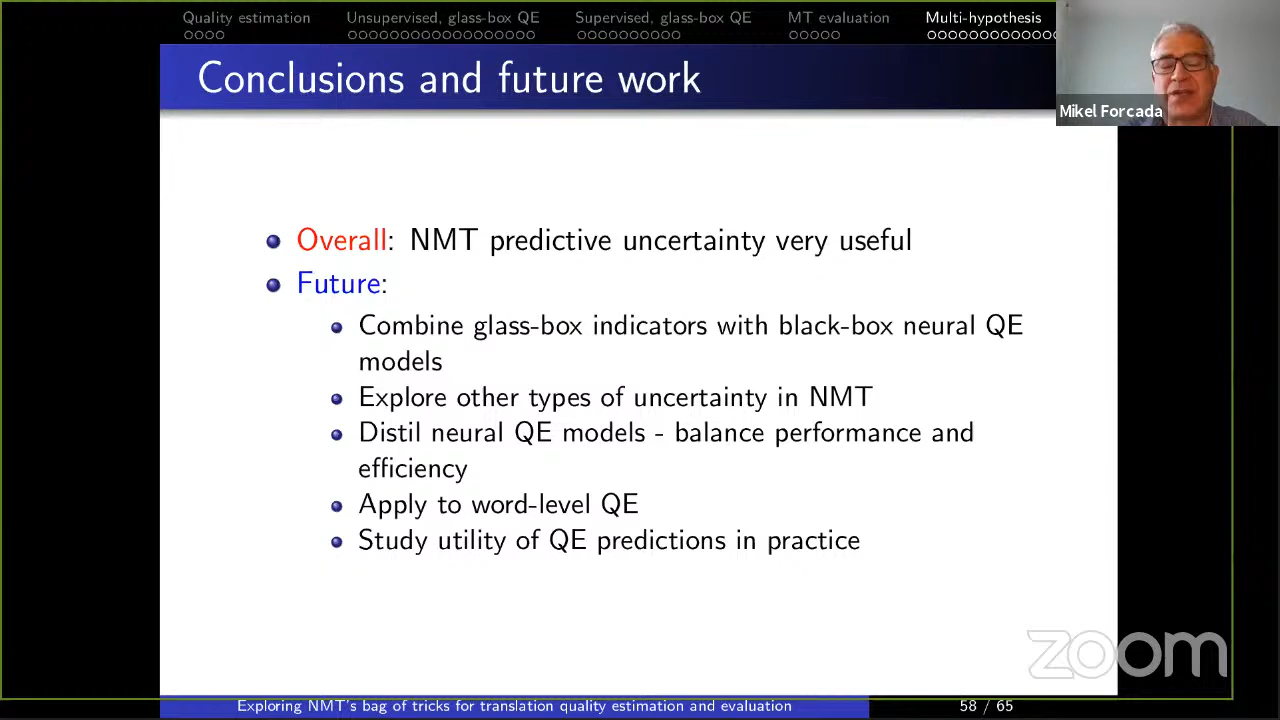 Quality estimation Unsupervised, glass-box QE Supervised, glass-box QE MT evaluation Multi-hypothesis
Mikel Forcada
Conclusions and future work
Overall: NMT predictive uncertainty very useful
Future:
Combine glass-box indicators with black-box neural QE
models
Explore other types of uncertainty in NMT
Distil neural QE models - balance performance and
efficiency
Apply to word-level QE
Study utility of QE predictions in practice
zoom
Exploring NMT's bag of tricks for translation quality estimation and evaluation 58 / 65